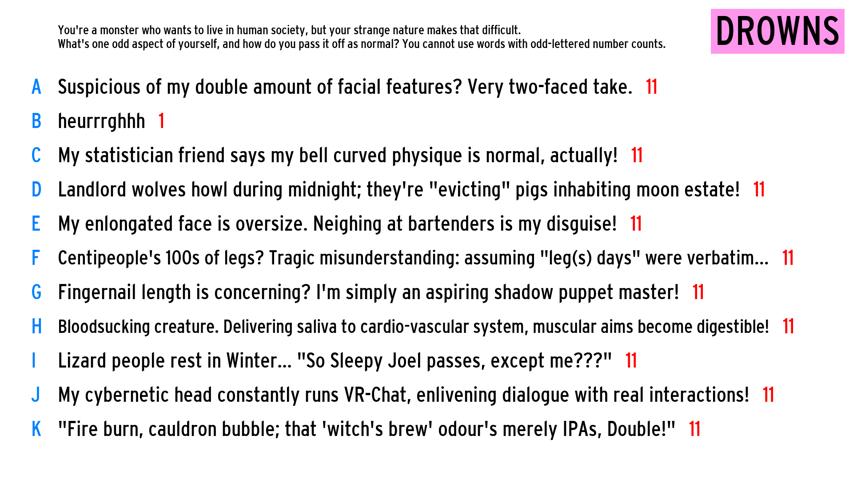 You're a monster who wants to live in human society, but your strange nature makes that difficult.
What's one odd aspect of yourself, and how do you pass it off as normal? You cannot use words with odd-lettered number counts.
DROWNS
A Suspicious of my double amount of facial features? Very two-faced take. 11
B heurrrghhh 1
C My statistician friend says my bell curved physique is normal, actually! 11
D Landlord wolves howl during midnight; they're "evicting" pigs inhabiting moon estate! 11
E My enlongated face is oversize. Neighing at bartenders is my disguise! 11
F Centipeople's 100s of legs? Tragic misunderstanding: assuming "leg(s) days" were verbatim... 11
G Fingernail length is concerning? I'm simply an aspiring shadow puppet master! 11
H Bloodsucking creature. Delivering saliva to cardio-vascular system, muscular aims become digestible! 11
I Lizard people rest in Winter... "So Sleepy Joel passes, except me???" 11
J My cybernetic head constantly runs VR-Chat, enlivening dialogue with real interactions! 11
K "Fire burn, cauldron bubble; that 'witch's brew' odour's merely IPAs, Double!" 11